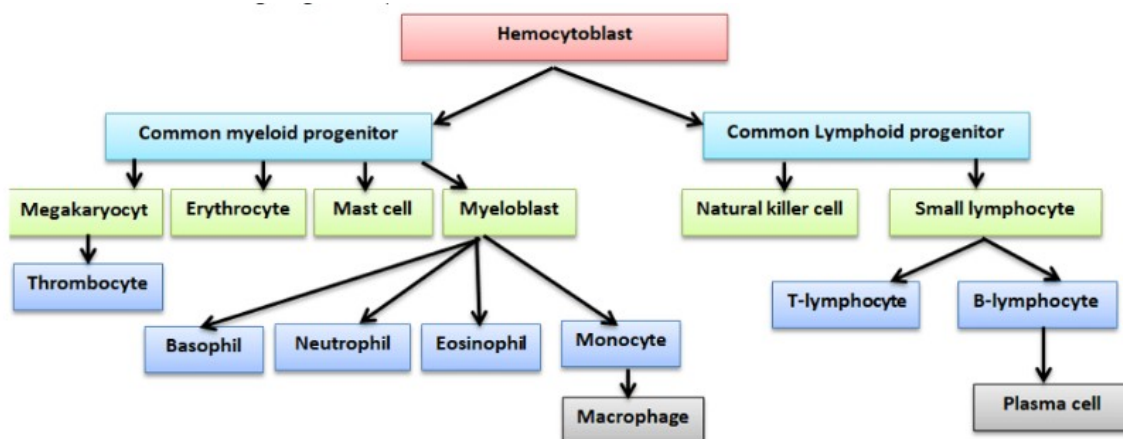 Hemocytoblast
Common myeloid progenitor
Common Lymphoid progenitor
Megakaryocyt
Erythrocyte
Mast cell
Myeloblast
Natural killer cell
Small lymphocyte
Thrombocyte
T-lymphocyte
B-lymphocyte
Basophil
Neutrophil
Eosinophil
Monocyte
Macrophage
Plasma cell